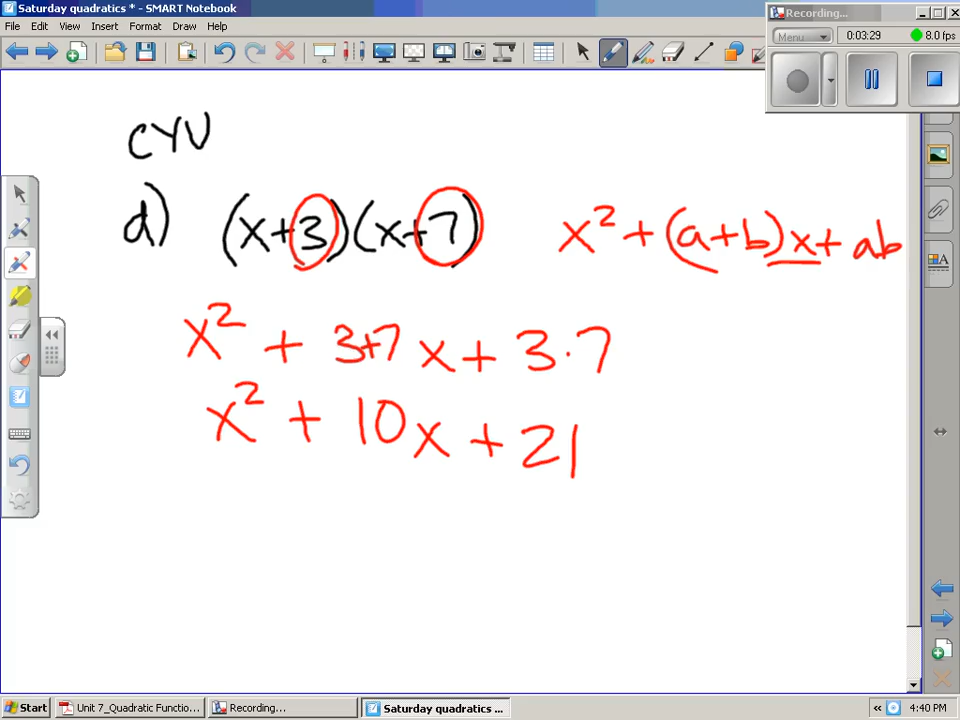 Saturday quadratics * - SMART Notebook
File Edit View Insert Format Draw Tools Help
Recording...
Menu 0:03:29 8.0 fps
CYU
d) (x+3)(x+7) x² + (a+b)x + ab
x² + 3+7 x + 3·7
x² + 10x + 21
Start Unit 7_Quadratic Functio... Recording... Saturday quadratics ... 4:40 PM